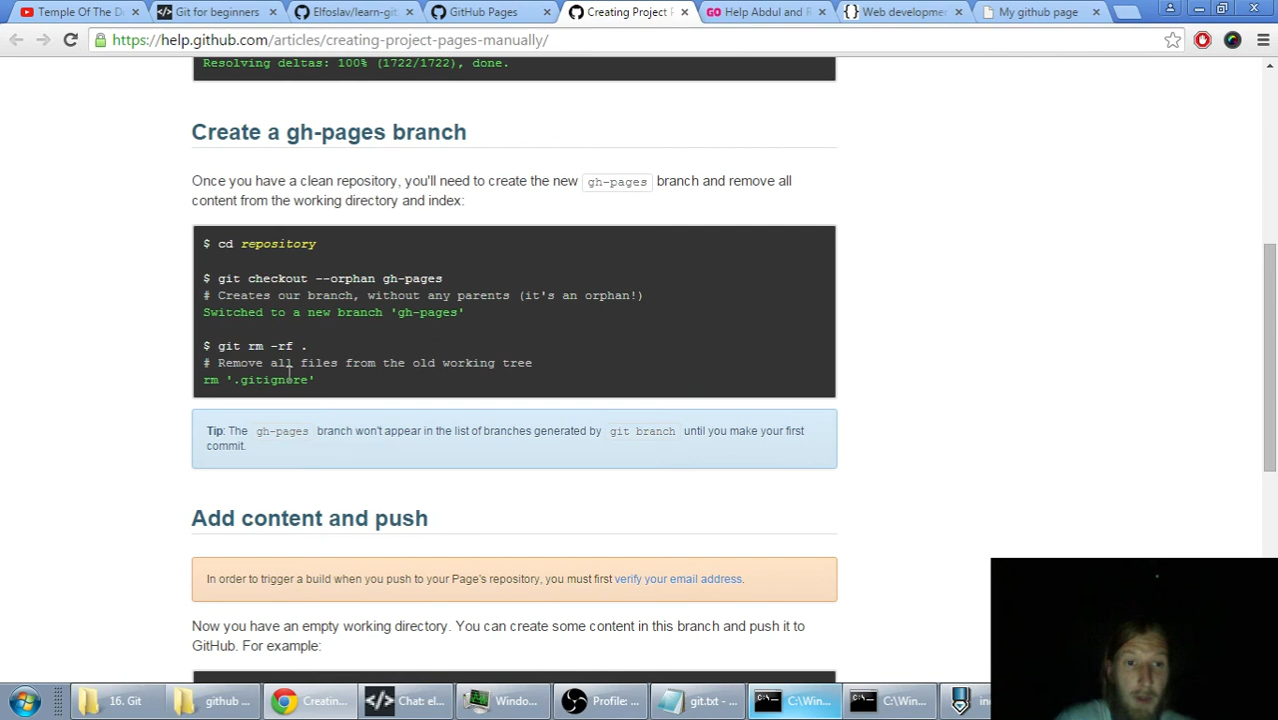 Temple Of The De
Git for beginners
Elfoslav/learn-git
GitHub Pages
Creating Project P
Help Abdul and R
Web developmen
My github page
https://help.github.com/articles/creating-project-pages-manually/
Resolving deltas: 100% (1722/1722), done.
Create a gh-pages branch
Once you have a clean repository, you'll need to create the new gh-pages branch and remove all
content from the working directory and index:
$ cd repository
$ git checkout --orphan gh-pages
# Creates our branch, without any parents (it's an orphan!)
Switched to a new branch 'gh-pages'
$ git rm -rf .
# Remove all files from the old working tree
rm '.gitignore'
Tip: The gh-pages branch won't appear in the list of branches generated by git branch until you make your first
commit.
Add content and push
In order to trigger a build when you push to your Page's repository, you must first verify your email address.
Now you have an empty working directory. You can create some content in this branch and push it to
GitHub. For example:
16. Git
github ...
Creatin...
Chat: el...
Windo...
Profile: ...
git.txt - ...
C:\Win...
C:\W...
in